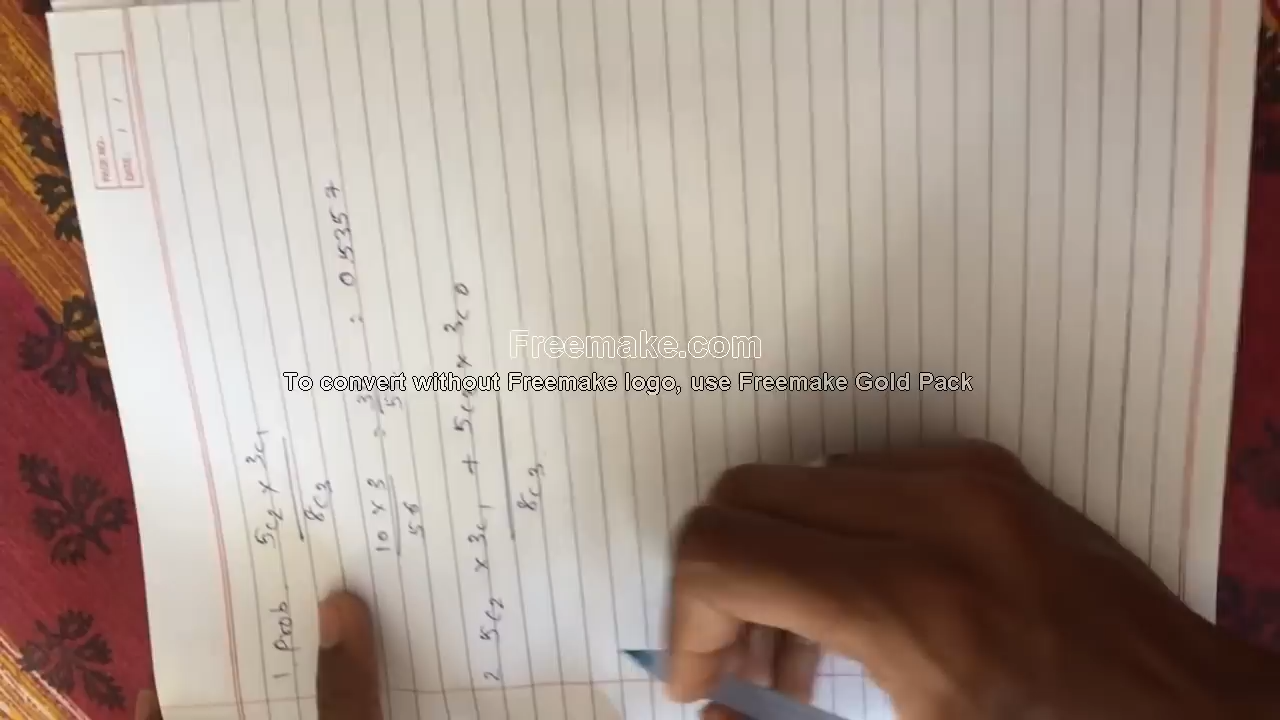 PAGE NO.
DATE: / /
1 Prob. 5C2 x 3C1
8C3
10 x 3
56
= 0 5357
2 5C2 x 3C1 + 5C3 x 3C0
8C3
Freemake.com
To convert without Freemake logo, use Freemake Gold Pack